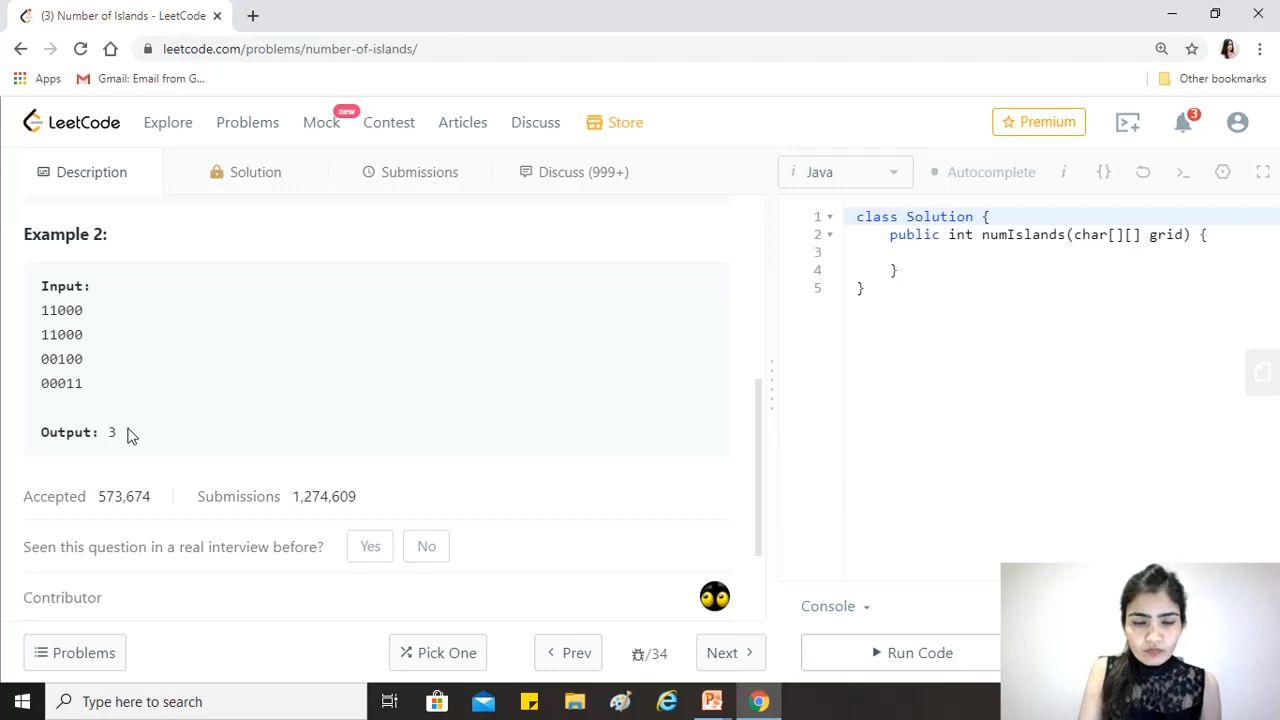 (3) Number of Islands - LeetCode
leetcode.com/problems/number-of-islands/
Apps
Gmail: Email from G...
Other bookmarks
LeetCode
Explore
Problems
Mock
new
Contest
Articles
Discuss
Store
Premium
3
Description
Solution
Submissions
Discuss (999+)
i Java
Autocomplete
i
{}
>_
Example 2:
Input:
11000
11000
00100
00011
Output: 3
Accepted 573,674
Submissions 1,274,609
Seen this question in a real interview before?
Yes
No
Contributor
Problems
Pick One
Prev
/34
Next
1 class Solution {
2 public int numIslands(char[][] grid) {
3
4 }
5 }
Console
Run Code
Type here to search